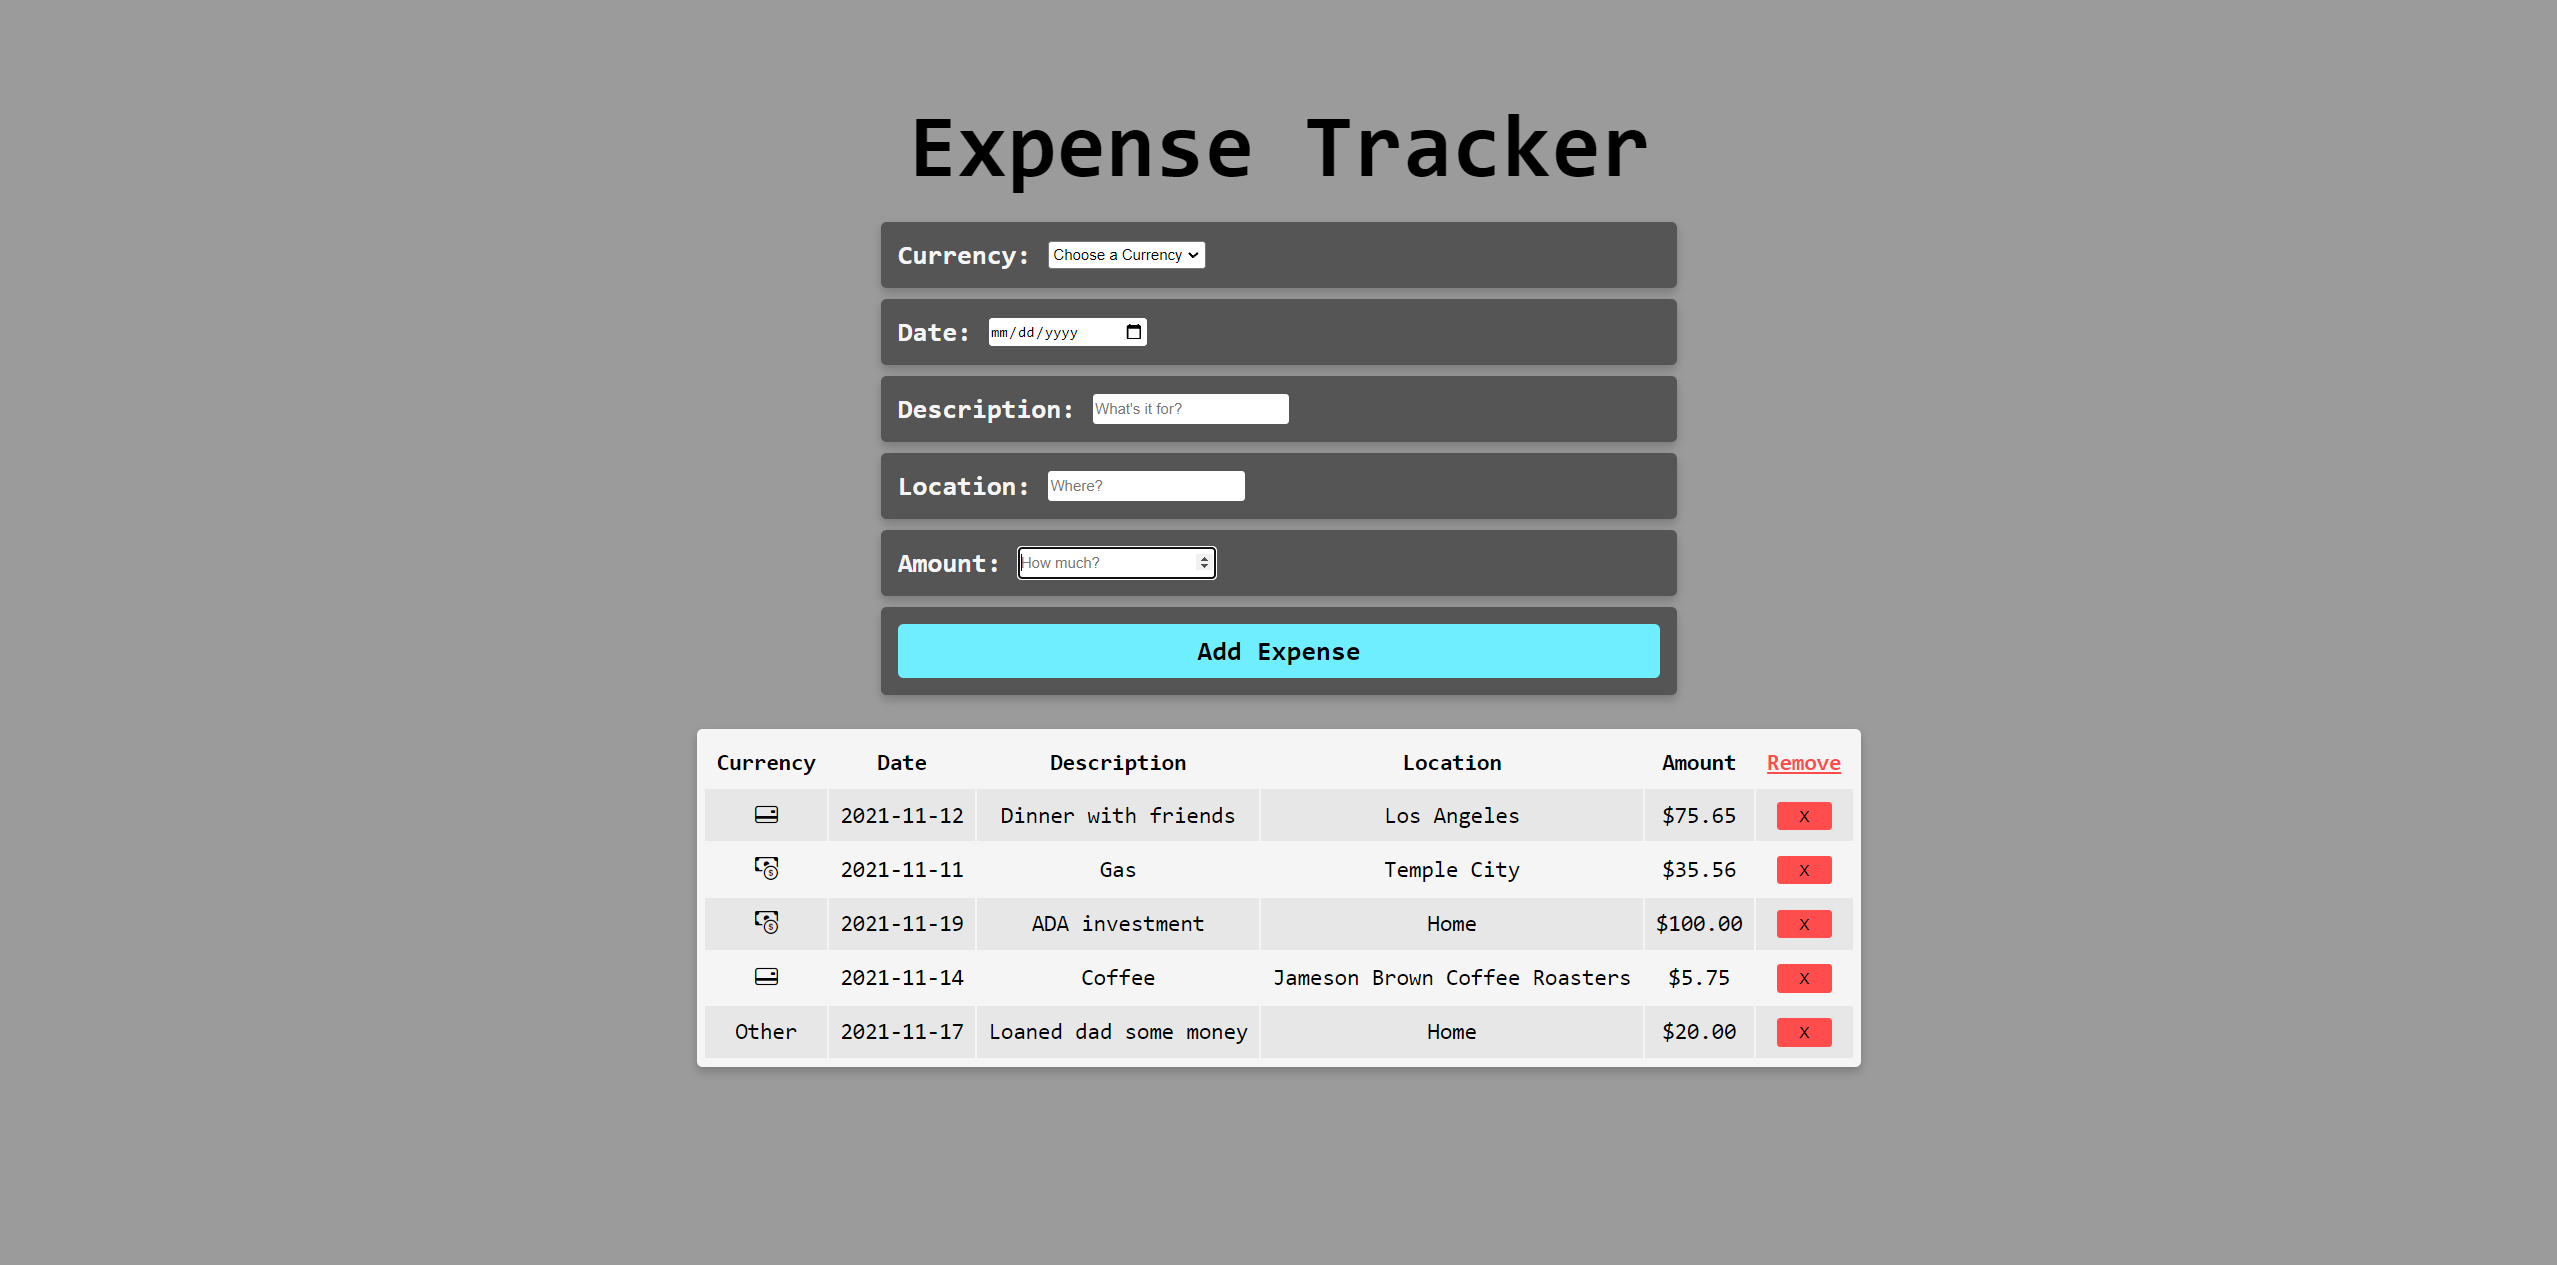 Expense Tracker
Currency: Choose a Currency
Date: mm/dd/yyyy
Description: What's it for?
Location: Where?
Amount: How much?
Add Expense
Currency Date Description Location Amount Remove
2021-11-12 Dinner with friends Los Angeles $75.65 X
2021-11-11 Gas Temple City $35.56 X
2021-11-19 ADA investment Home $100.00 X
2021-11-14 Coffee Jameson Brown Coffee Roasters $5.75 X
Other 2021-11-17 Loaned dad some money Home $20.00 X